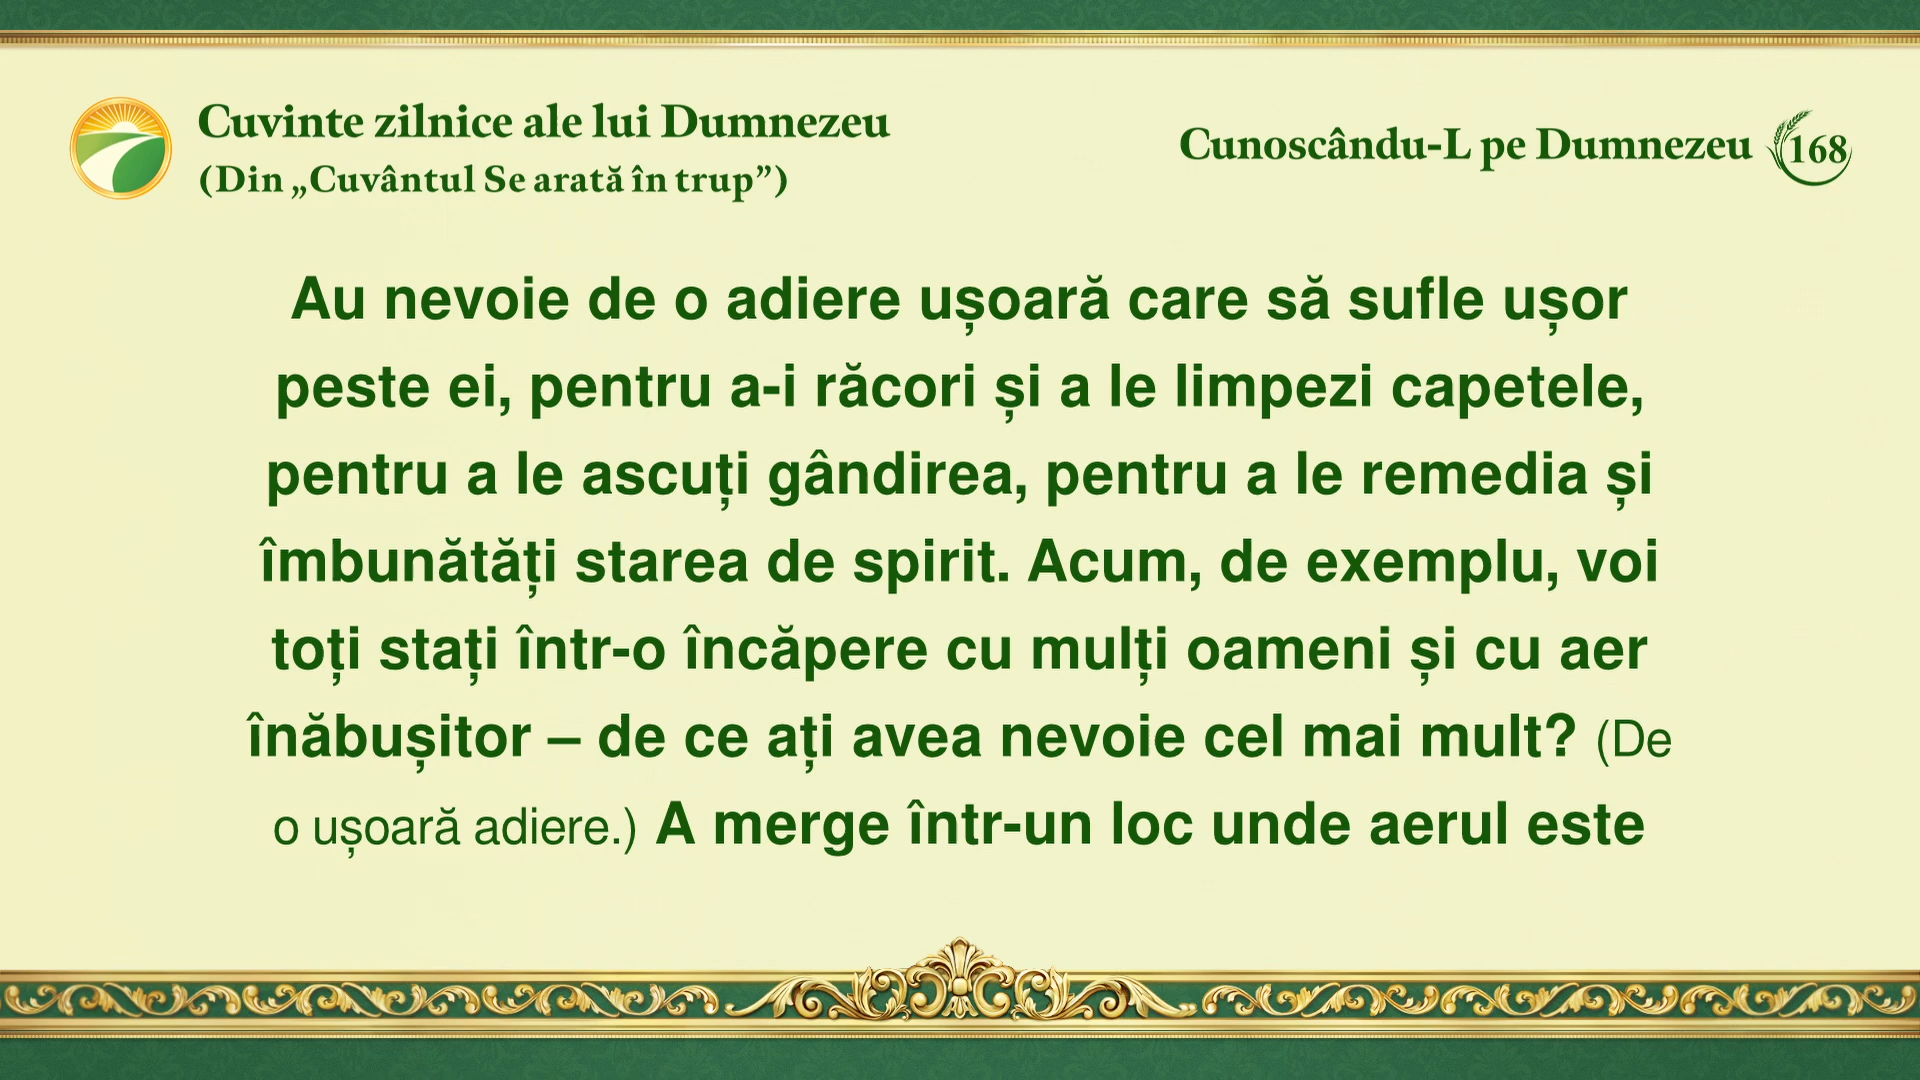 Cuvinte zilnice ale lui Dumnezeu
(Din „Cuvântul Se arată în trup”)
Cunoscându-L pe Dumnezeu 168
Au nevoie de o adiere ușoară care să sufle ușor
peste ei, pentru a-i răcori și a le limpezi capetele,
pentru a le ascuți gândirea, pentru a le remedia și
îmbunătăți starea de spirit. Acum, de exemplu, voi
toți stați într-o încăpere cu mulți oameni și cu aer
înăbușitor – de ce ați avea nevoie cel mai mult? (De
o ușoară adiere.) A merge într-un loc unde aerul este